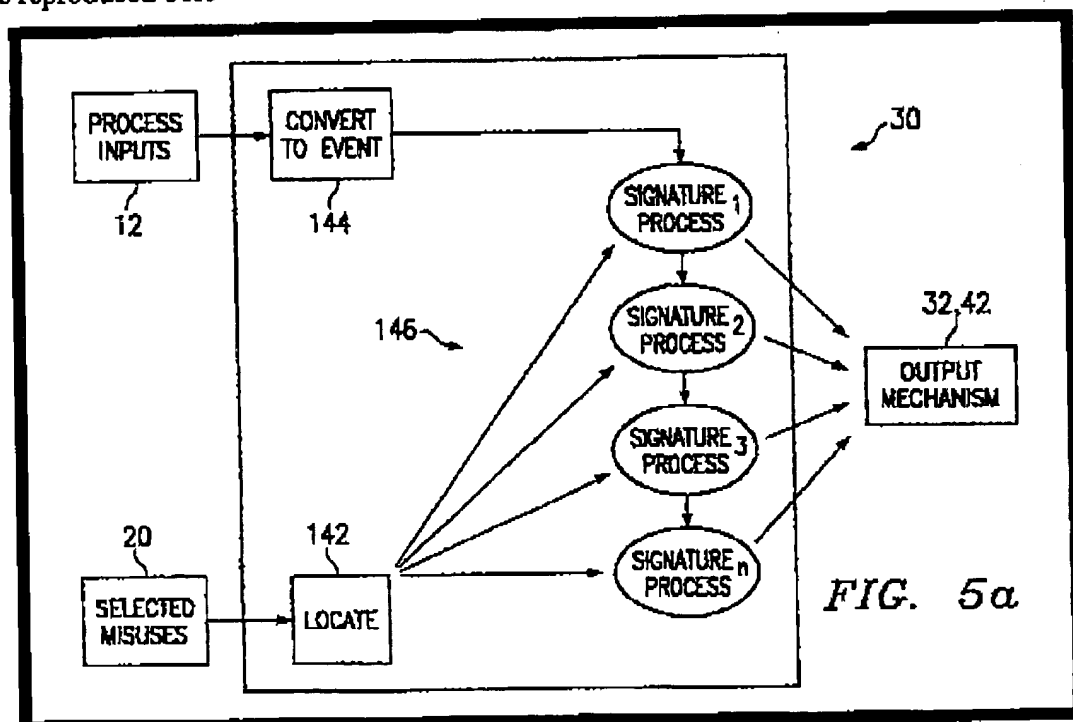 PROCESS
INPUTS
12
CONVERT
TO EVENT
144
30
SIGNATURE 1
PROCESS
SIGNATURE 2
PROCESS
SIGNATURE 3
PROCESS
SIGNATURE n
PROCESS
146
32,42
OUTPUT
MECHANISM
20
SELECTED
MISUSES
142
LOCATE
FIG. 5a